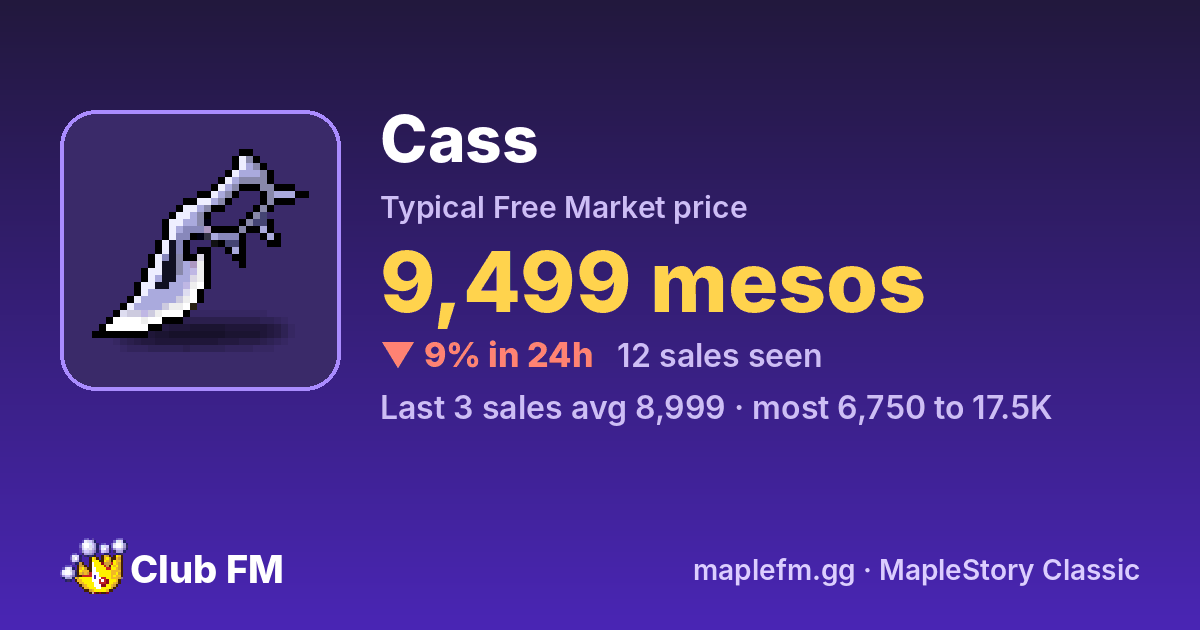 Cass
Typical Free Market price
9,499 mesos
▼ 9% in 24h 12 sales seen
Last 3 sales avg 8,999 · most 6,750 to 17.5K
Club FM
maplefm.gg · MapleStory Classic